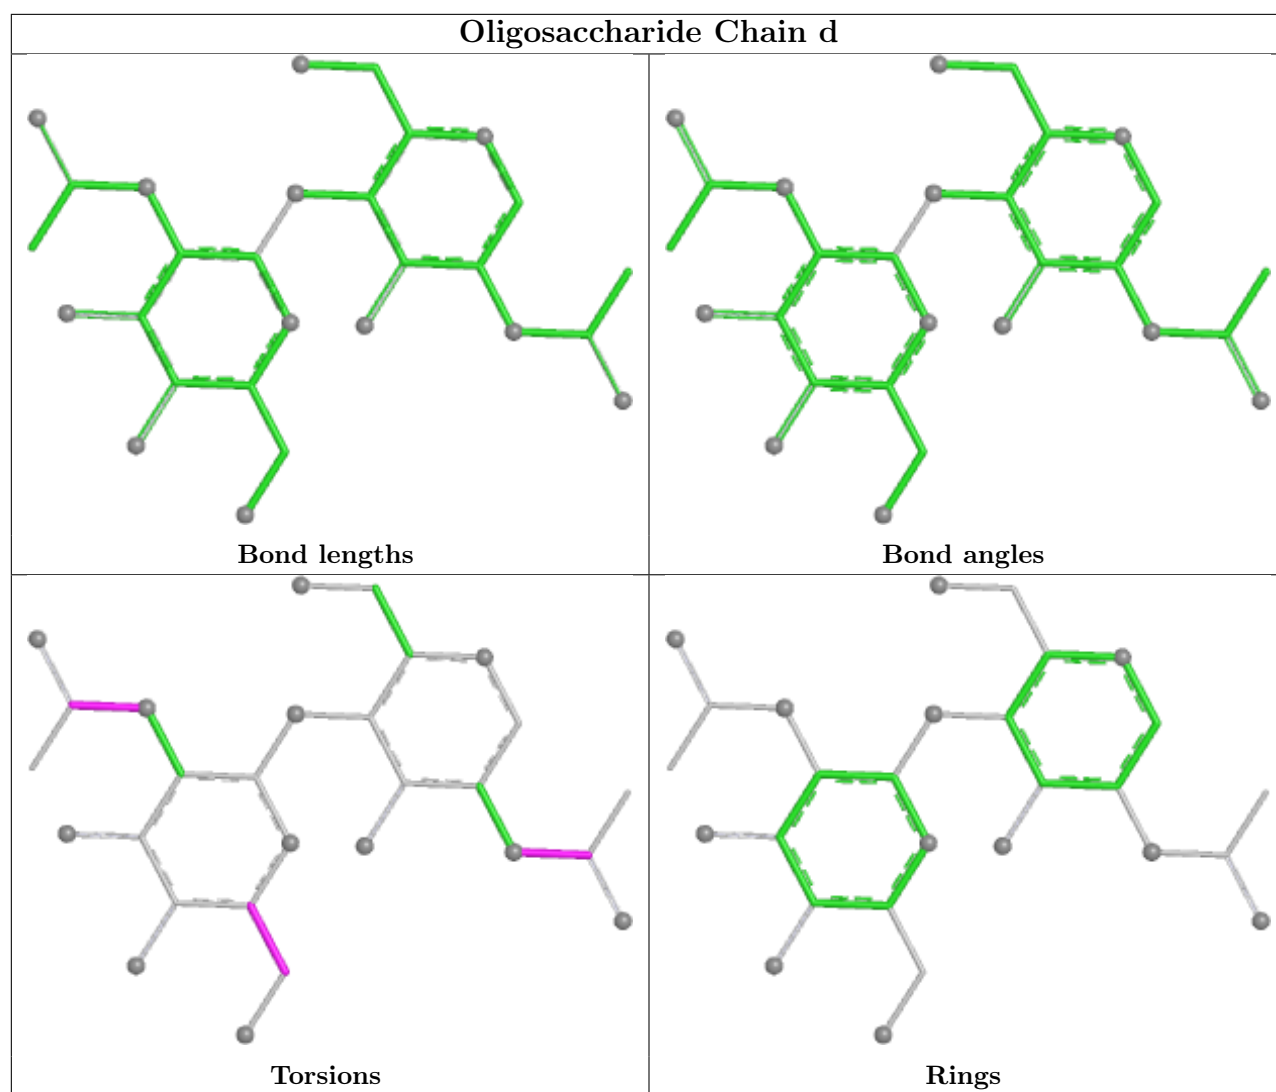 Oligosaccharide Chain d
Bond lengths
Bond angles
Torsions
Rings